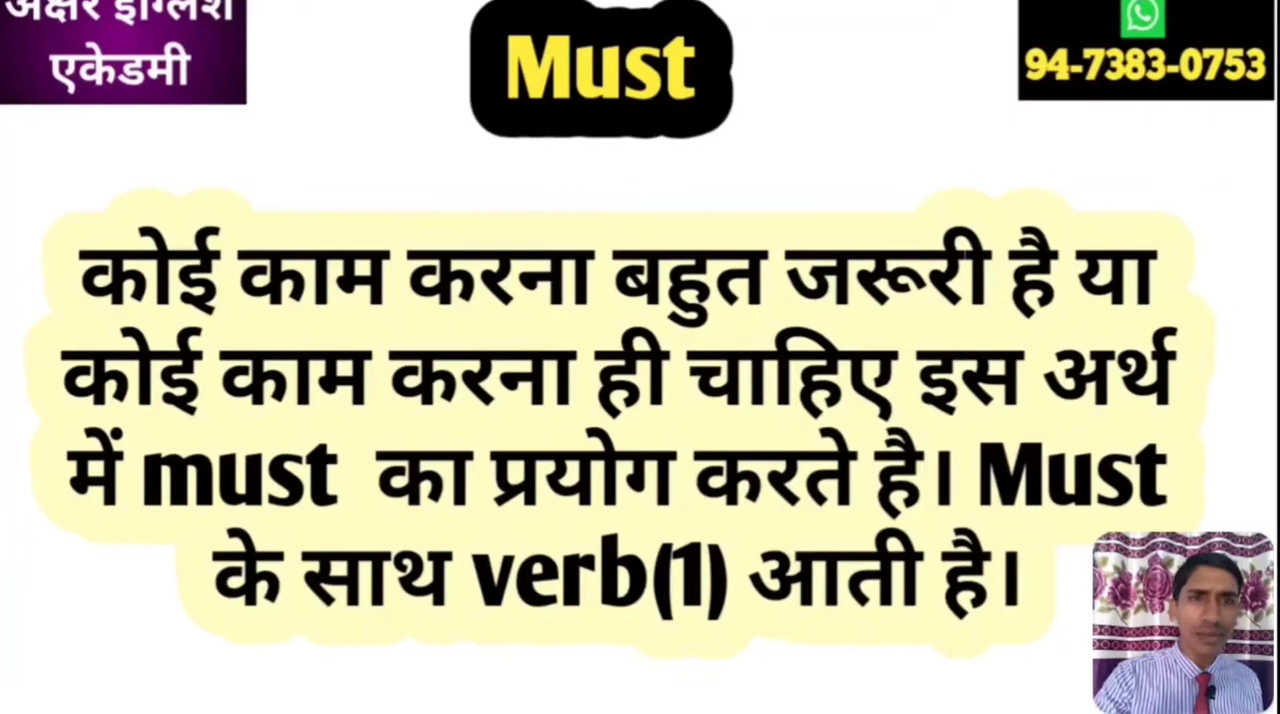 अक्षर इंग्लिश
एकेडमी
Must
94-7383-0753
कोई काम करना बहुत जरूरी है या
कोई काम करना ही चाहिए इस अर्थ
में must का प्रयोग करते है। Must
के साथ verb(1) आती है।